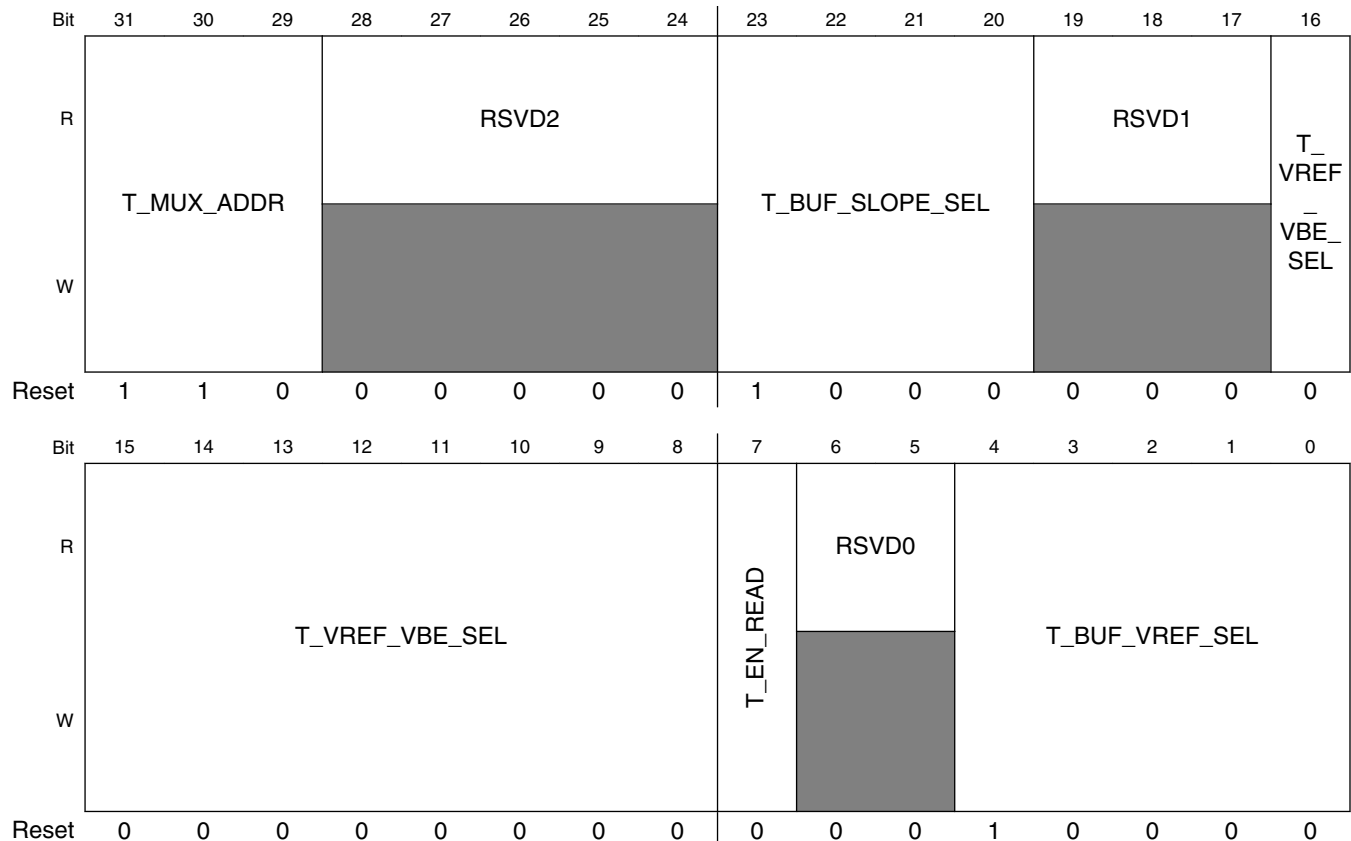 Bit 31 30 29 28 27 26 25 24 23 22 21 20 19 18 17 16
R
RSVD2
RSVD1
T_MUX_ADDR
T_BUF_SLOPE_SEL
T_
VREF
_
VBE_
SEL
W
Reset 1 1 0 0 0 0 0 0 1 0 0 0 0 0 0 0
Bit 15 14 13 12 11 10 9 8 7 6 5 4 3 2 1 0
R
RSVD0
T_VREF_VBE_SEL
T_EN_READ
T_BUF_VREF_SEL
W
Reset 0 0 0 0 0 0 0 0 0 0 0 1 0 0 0 0